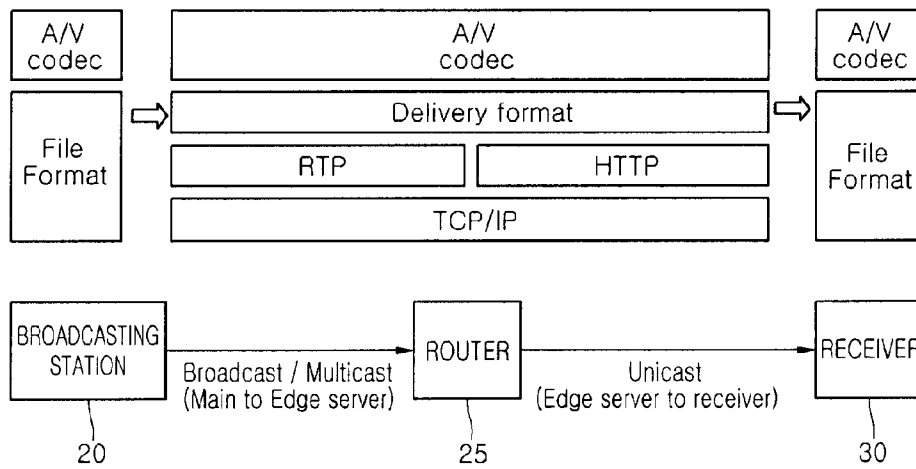 A/V
codec
A/V
codec
A/V
codec
File
Format
Delivery format
RTP
HTTP
TCP/IP
File
Format
BROADCASTING
STATION
Broadcast / Multicast
(Main to Edge server)
ROUTER
Unicast
(Edge server to receiver)
RECEIVER
20
25
30